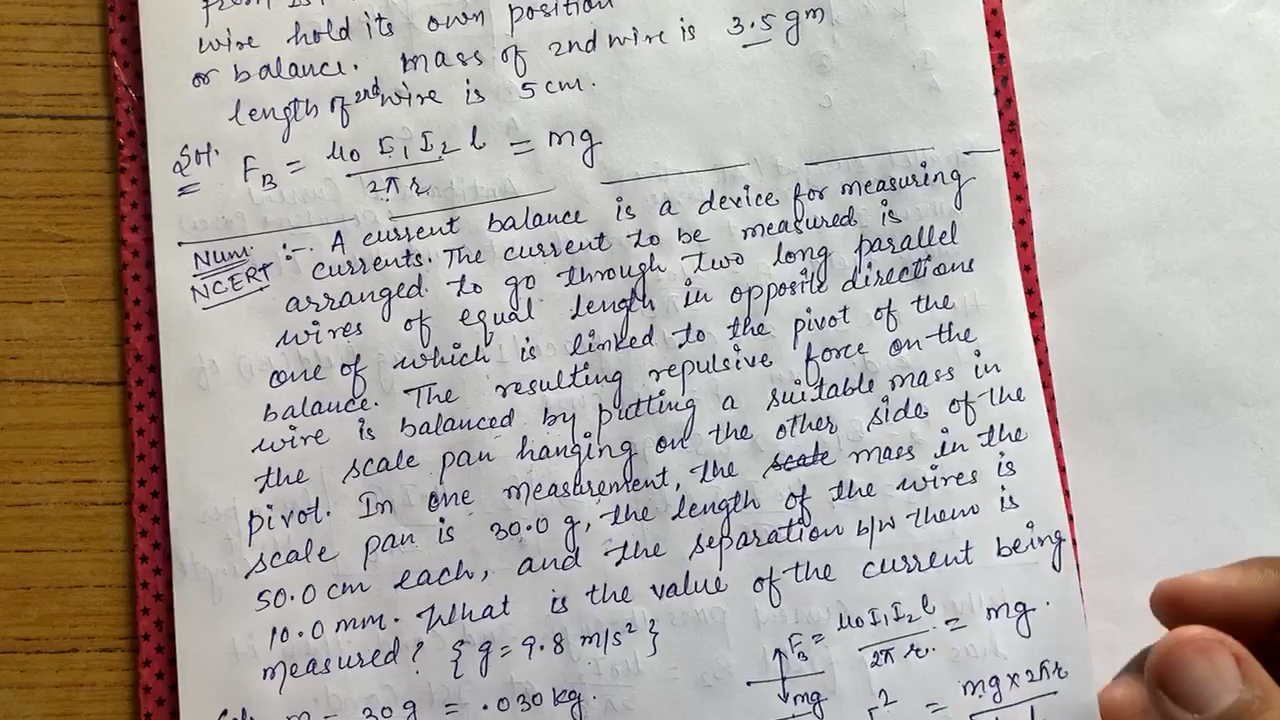 wire hold its own position
or balance. mass of 2nd wire is 3.5 gm
length of 2nd wire is 5 cm.
Sol. F_B = μ0 I1 I2 l / 2π r = mg
Num: NCERT :- A current balance is a device for measuring
currents. The current to be measured is
arranged to go through two long parallel
wires of equal length in opposite directions
one of which is linked to the pivot of the
balance. The resulting repulsive force on the
wire is balanced by putting a suitable mass in
the scale pan hanging on the other side of the
pivot. In one measurement, the scale mass in the
scale pan is 30.0 g, the length of the wires is
50.0 cm each, and the separation b/w them is
10.0 mm. What is the value of the current being
measured? {g = 9.8 m/s²}
F_B = μ0 I1 I2 l / 2π r. = mg.
mg
m = 30 g = .030 kg.
I² = mg × 2πr